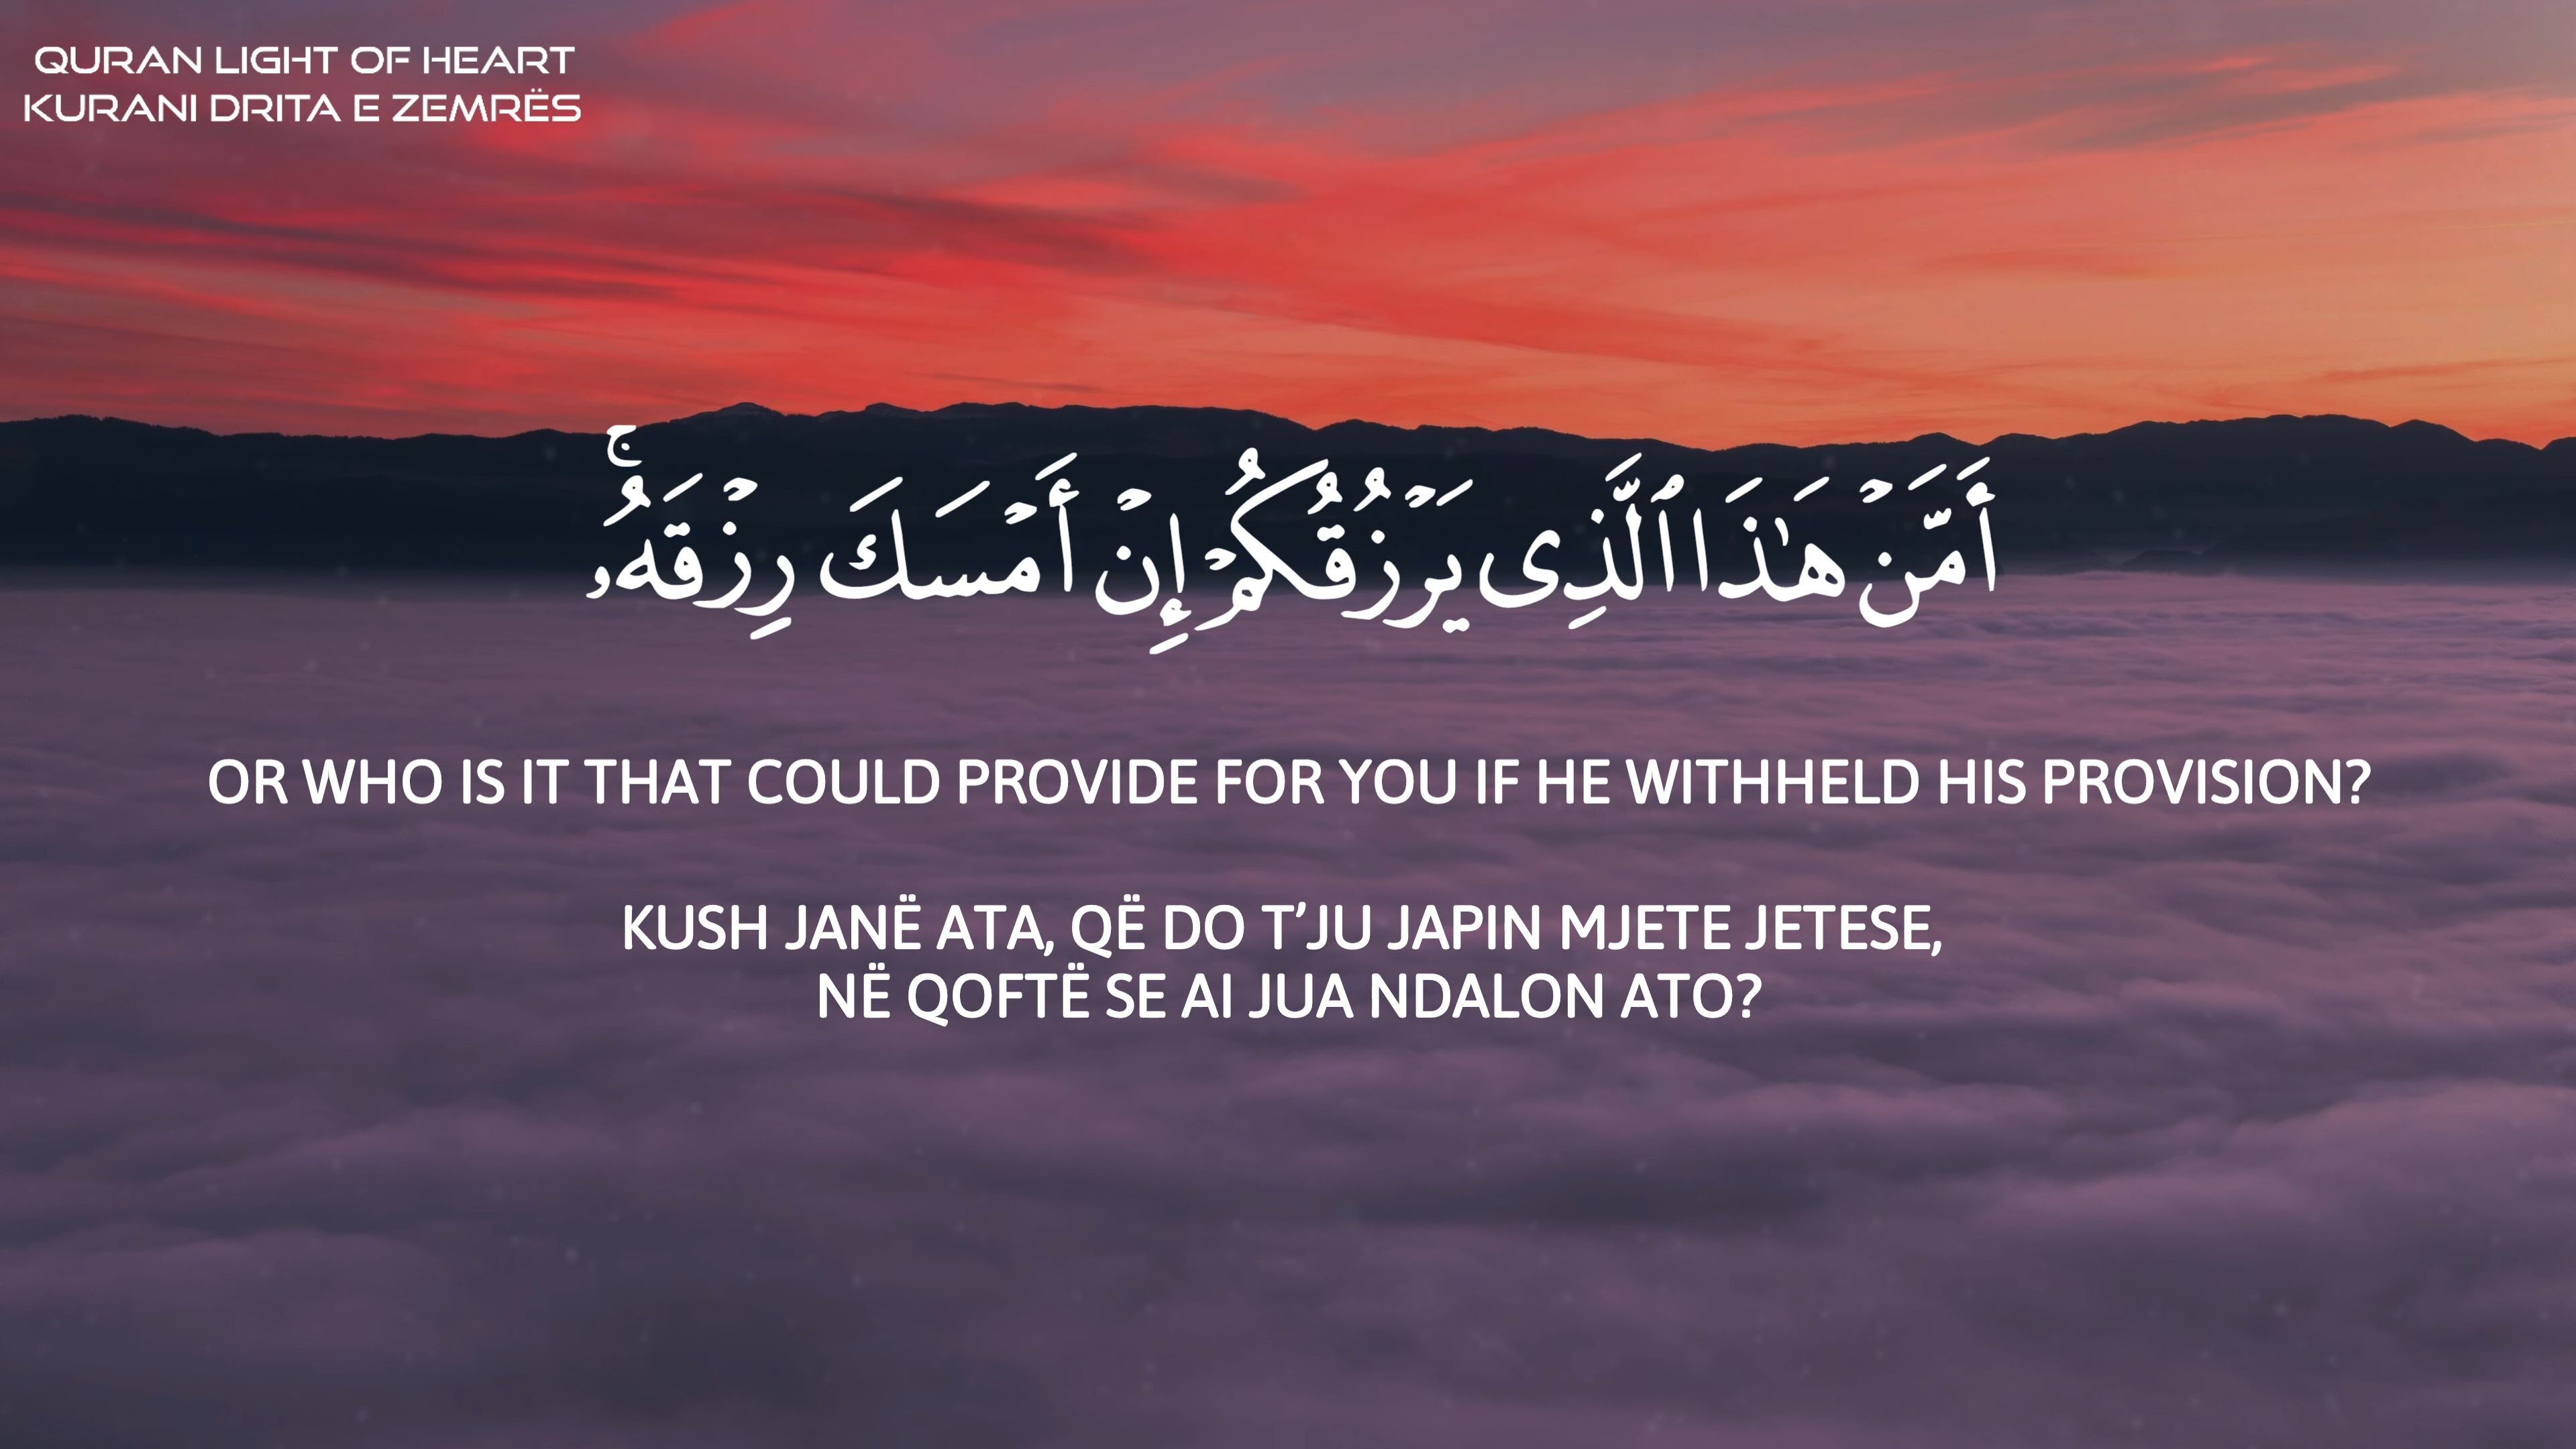 QURAN LIGHT OF HEART
KURANI DRITA E ZEMRËS
أَمَّنۡ هَٰذَا ٱلَّذِى يَرۡزُقُكُمۡ إِنۡ أَمۡسَكَ رِزۡقَهُۥۚ
OR WHO IS IT THAT COULD PROVIDE FOR YOU IF HE WITHHELD HIS PROVISION?
KUSH JANË ATA, QË DO T’JU JAPIN MJETE JETESE,
NË QOFTË SE AI JUA NDALON ATO?